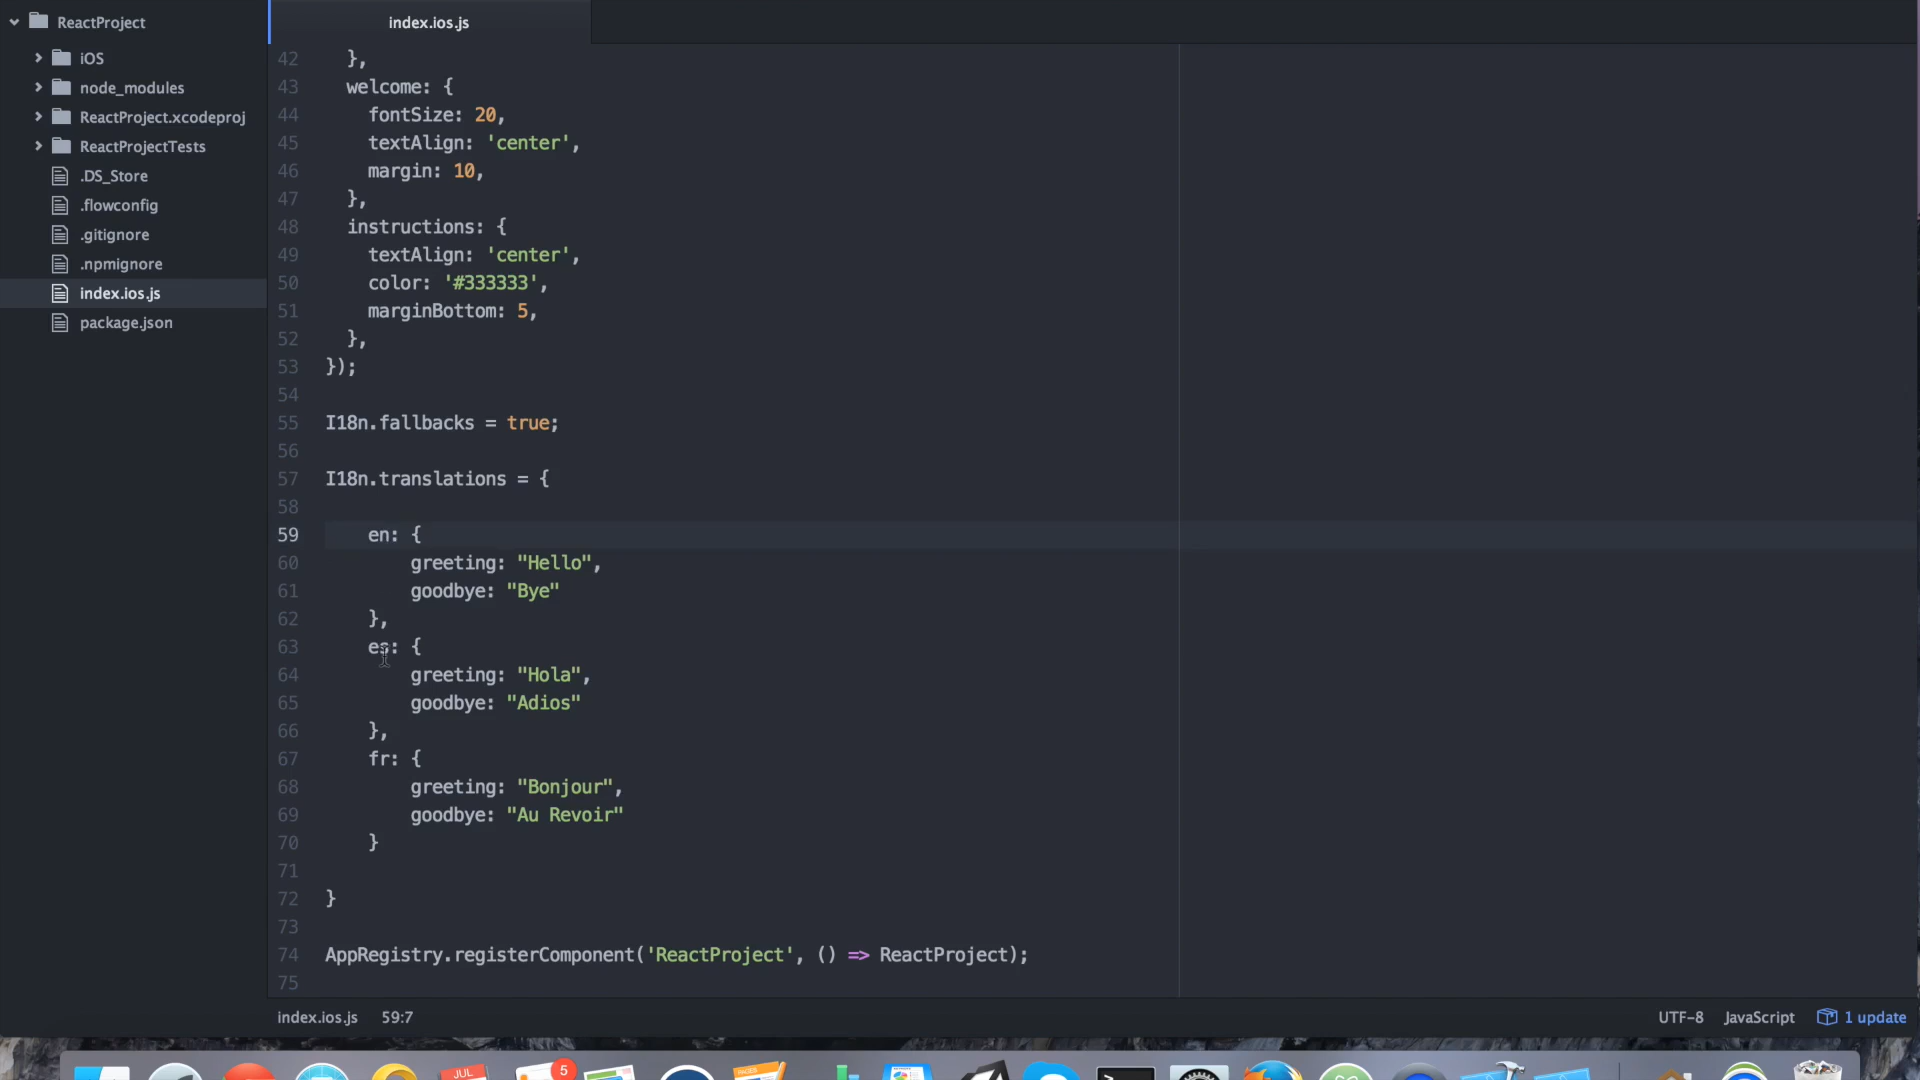 ReactProject
iOS
node_modules
ReactProject.xcodeproj
ReactProjectTests
.DS_Store
.flowconfig
.gitignore
.npmignore
index.ios.js
package.json
index.ios.js
42 },
43 welcome: {
44 fontSize: 20,
45 textAlign: 'center',
46 margin: 10,
47 },
48 instructions: {
49 textAlign: 'center',
50 color: '#333333',
51 marginBottom: 5,
52 },
53 });
54
55 I18n.fallbacks = true;
56
57 I18n.translations = {
58
59 en: {
60 greeting: "Hello",
61 goodbye: "Bye"
62 },
63 es: {
64 greeting: "Hola",
65 goodbye: "Adios"
66 },
67 fr: {
68 greeting: "Bonjour",
69 goodbye: "Au Revoir"
70 }
71
72 }
73
74 AppRegistry.registerComponent('ReactProject', () => ReactProject);
75
index.ios.js 59:7 UTF-8 JavaScript 1 update
JUL 5 PAGES